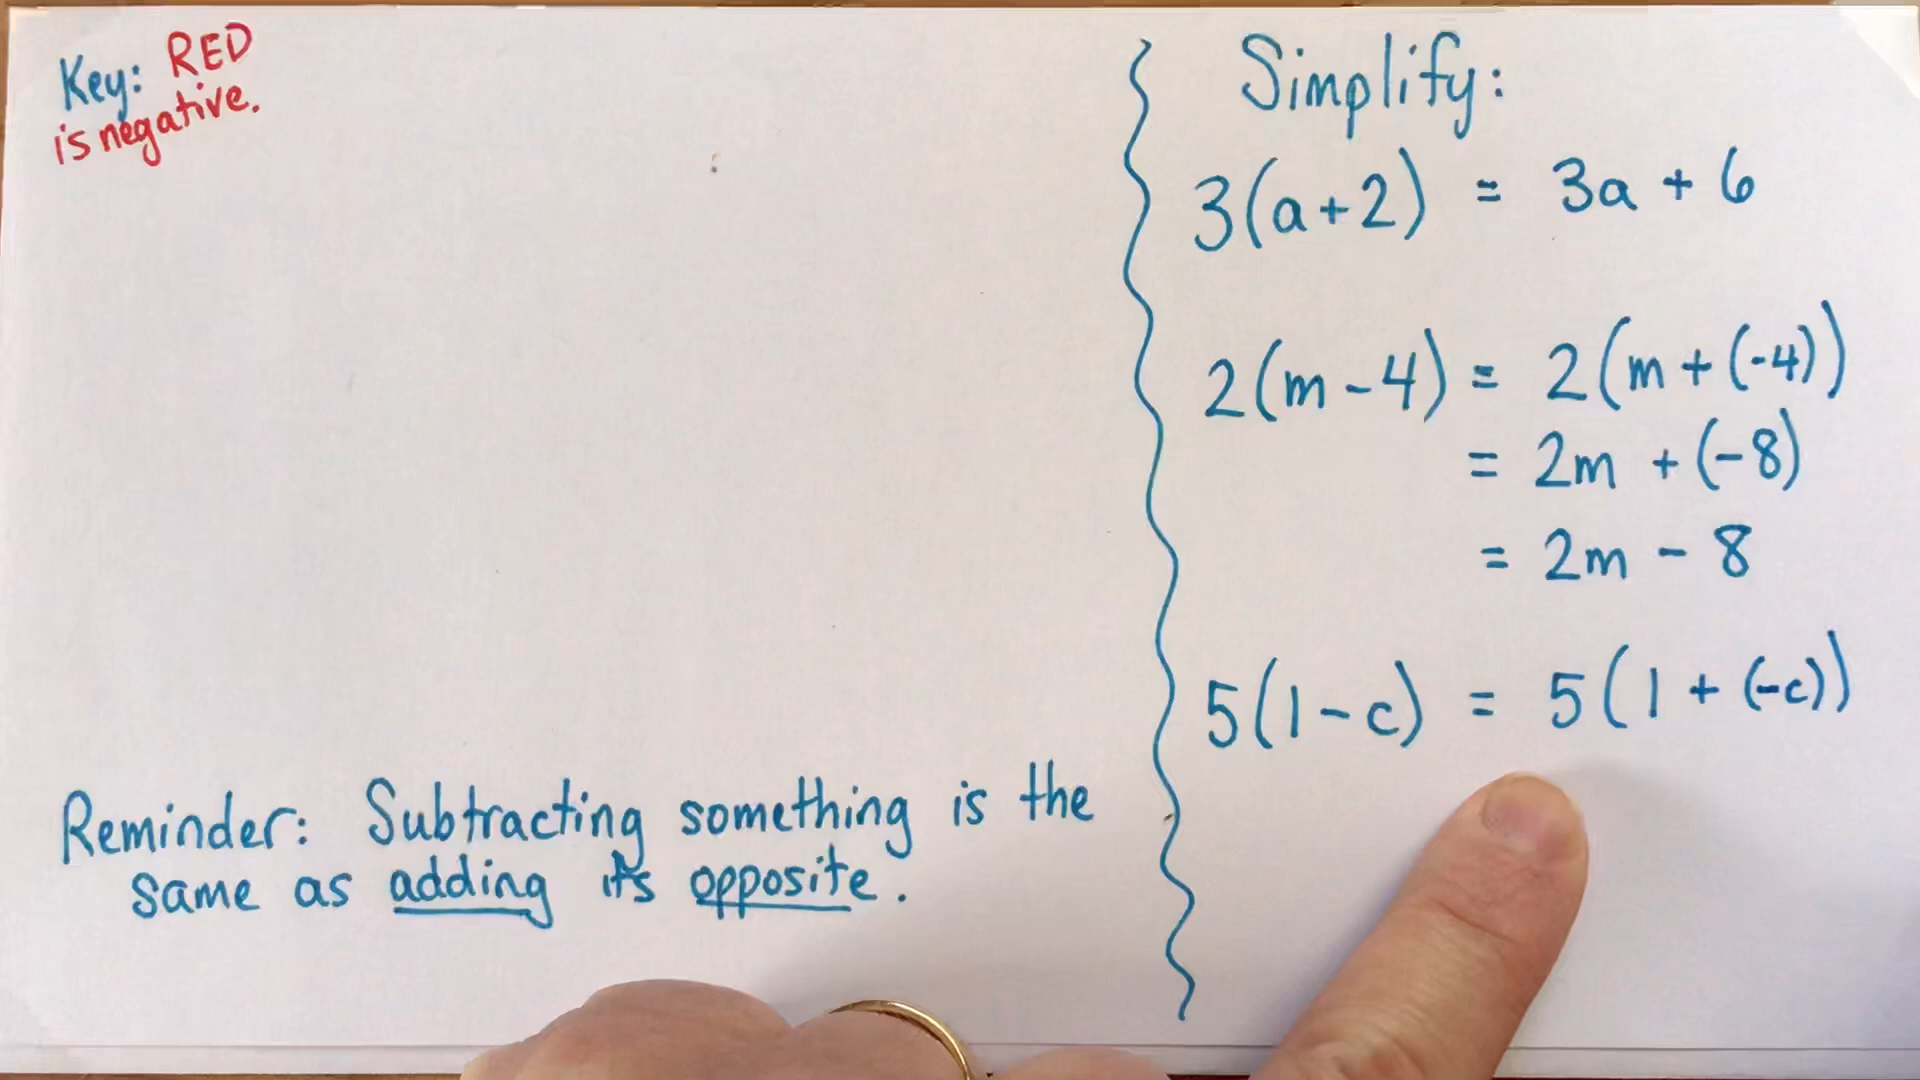 Key: RED
is negative.
Reminder: Subtracting something is the
same as adding it's opposite.
Simplify:
3(a+2) = 3a + 6
2(m-4) = 2(m+(-4))
= 2m + (-8)
= 2m - 8
5(1-c) = 5(1+(-c))